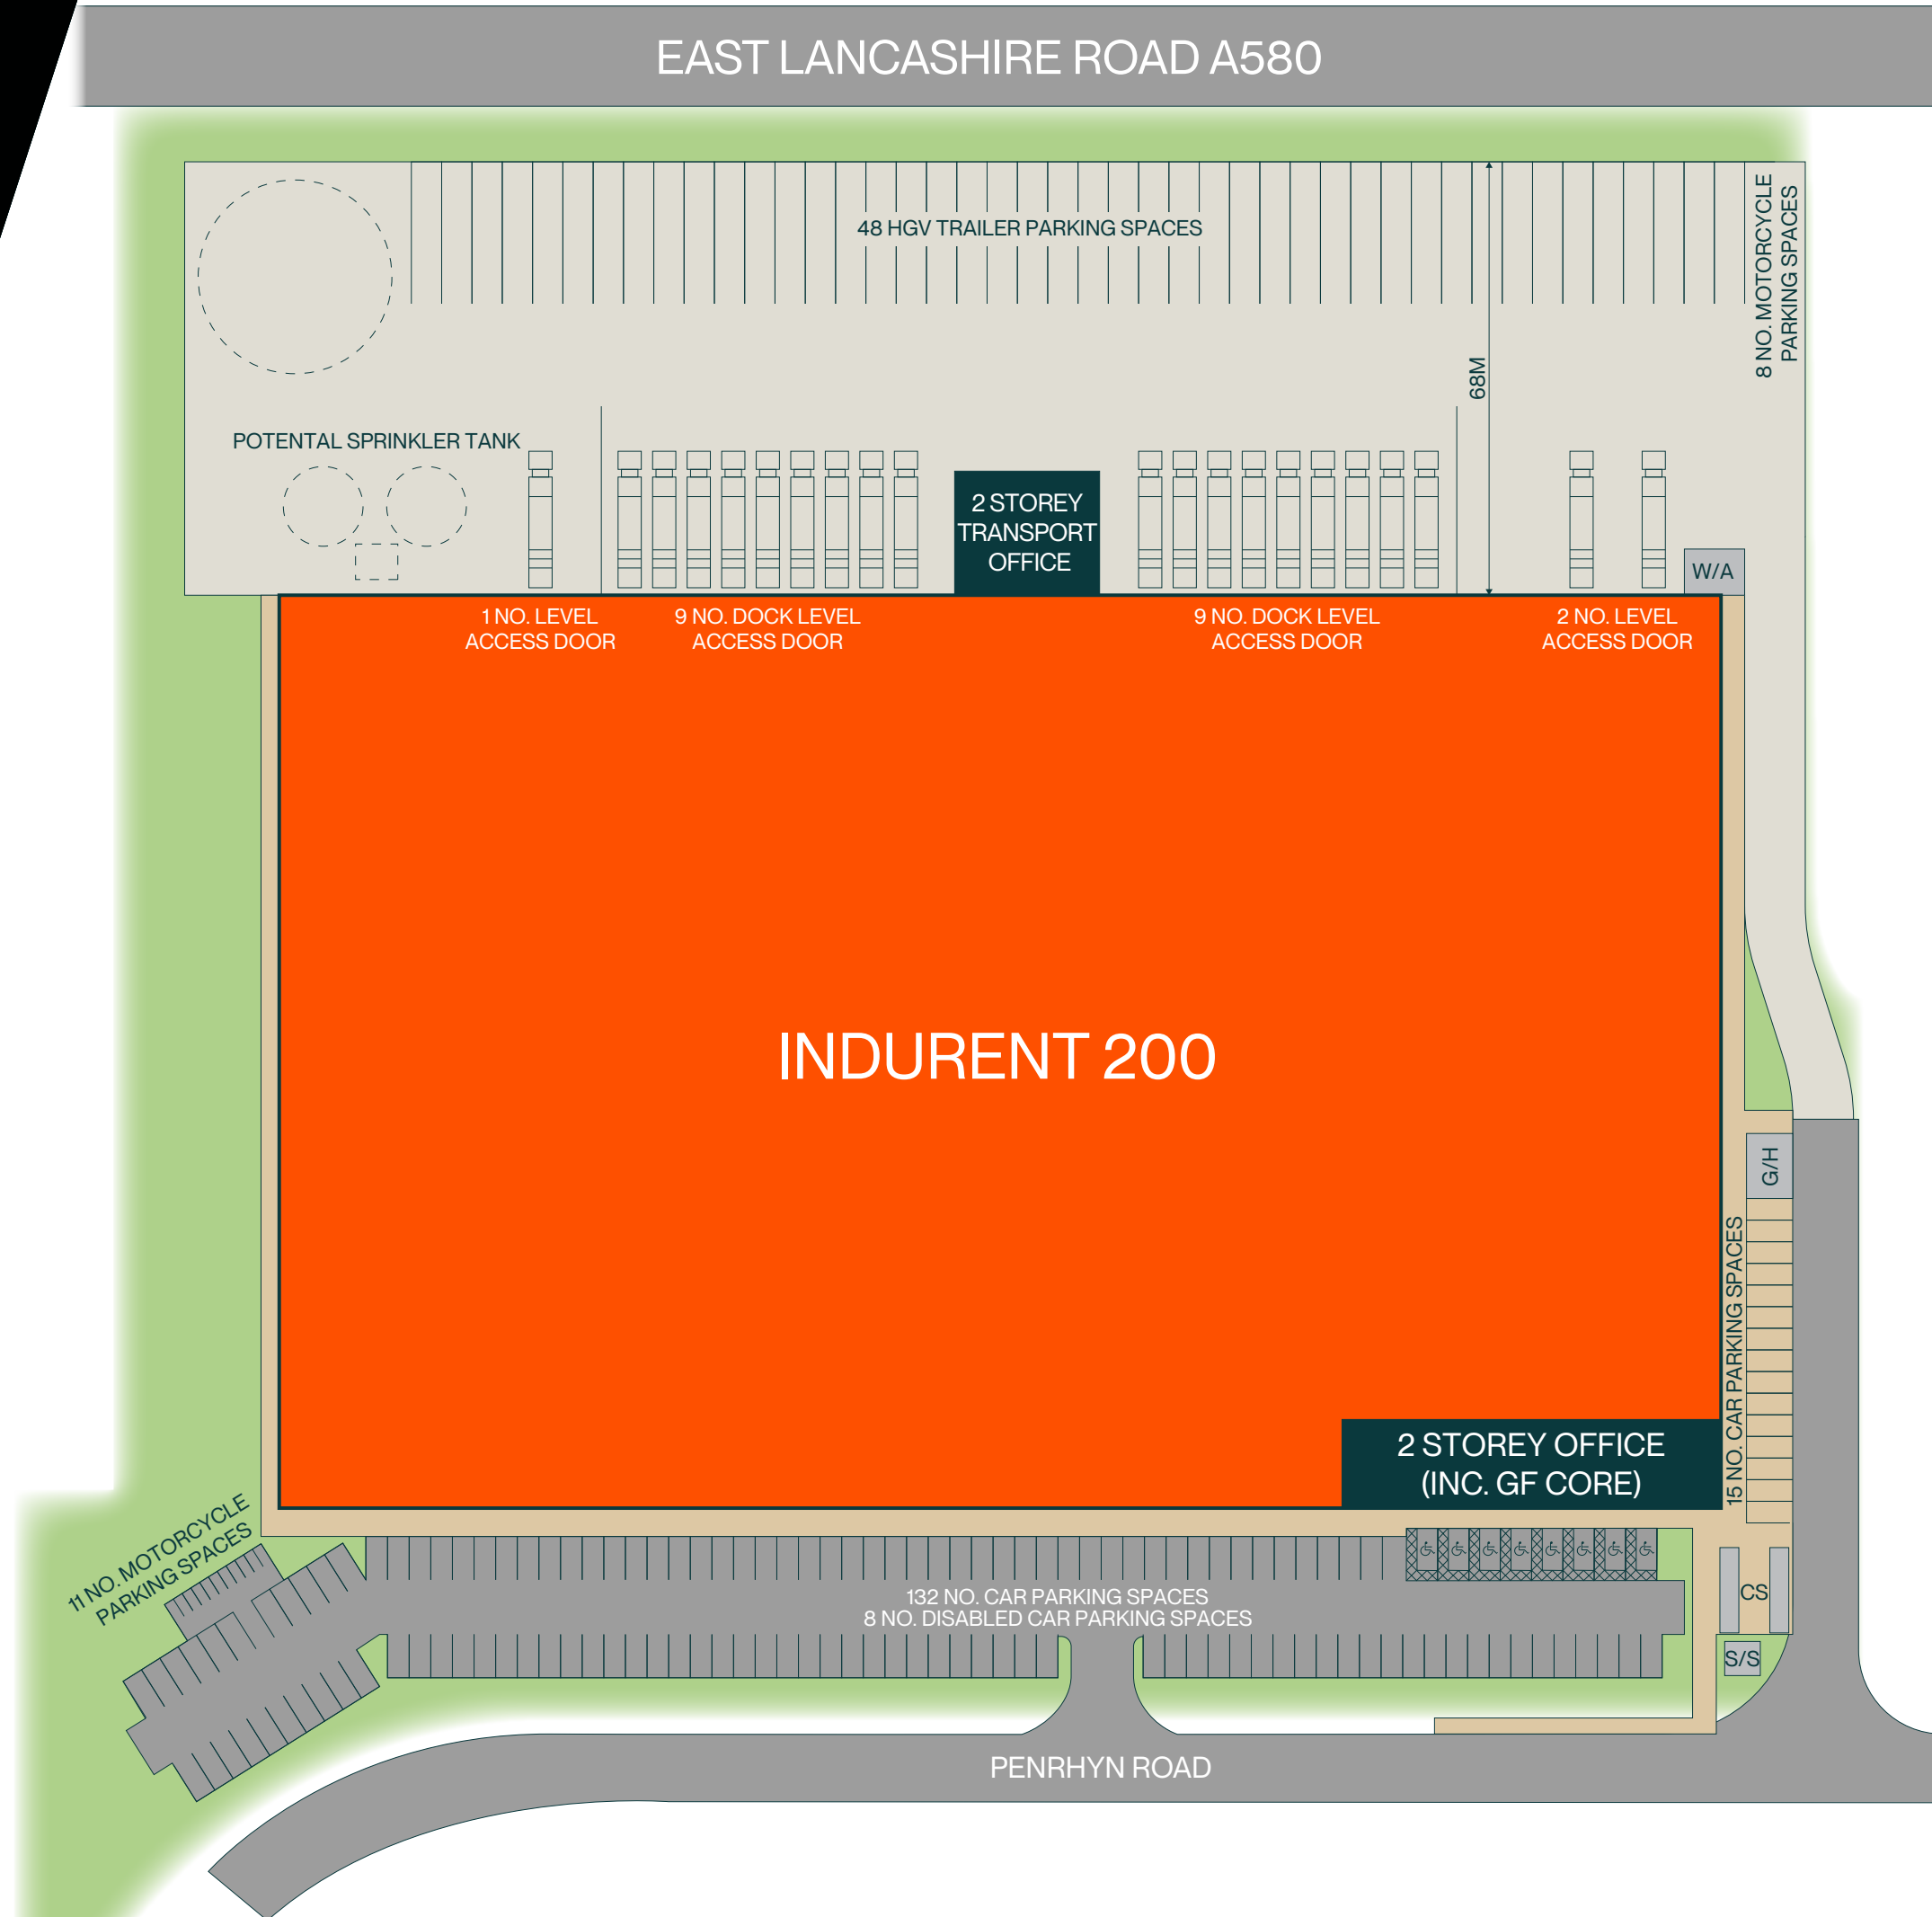 EAST LANCASHIRE ROAD A580
48 HGV TRAILER PARKING SPACES
8 NO. MOTORCYCLE
PARKING SPACES
68M
POTENTAL SPRINKLER TANK
2 STOREY
TRANSPORT
OFFICE
W/A
1 NO. LEVEL
ACCESS DOOR
9 NO. DOCK LEVEL
ACCESS DOOR
9 NO. DOCK LEVEL
ACCESS DOOR
2 NO. LEVEL
ACCESS DOOR
INDURENT 200
G/H
15 NO. CAR PARKING SPACES
2 STOREY OFFICE
(INC. GF CORE)
11 NO. MOTORCYCLE
PARKING SPACES
132 NO. CAR PARKING SPACES
8 NO. DISABLED CAR PARKING SPACES
CS
S/S
PENRHYN ROAD